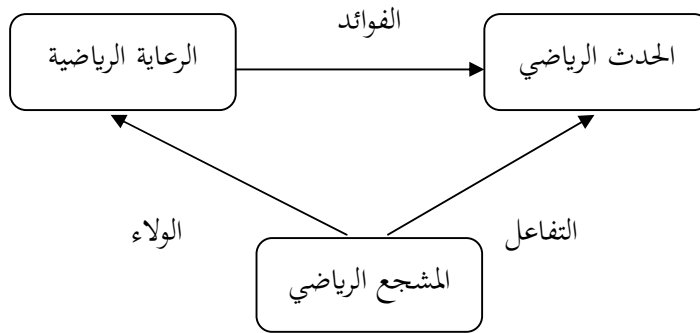 الفوائد
الحدث الرياضي
الرعاية الرياضية
التفاعل
الولاء
المشجع الرياضي